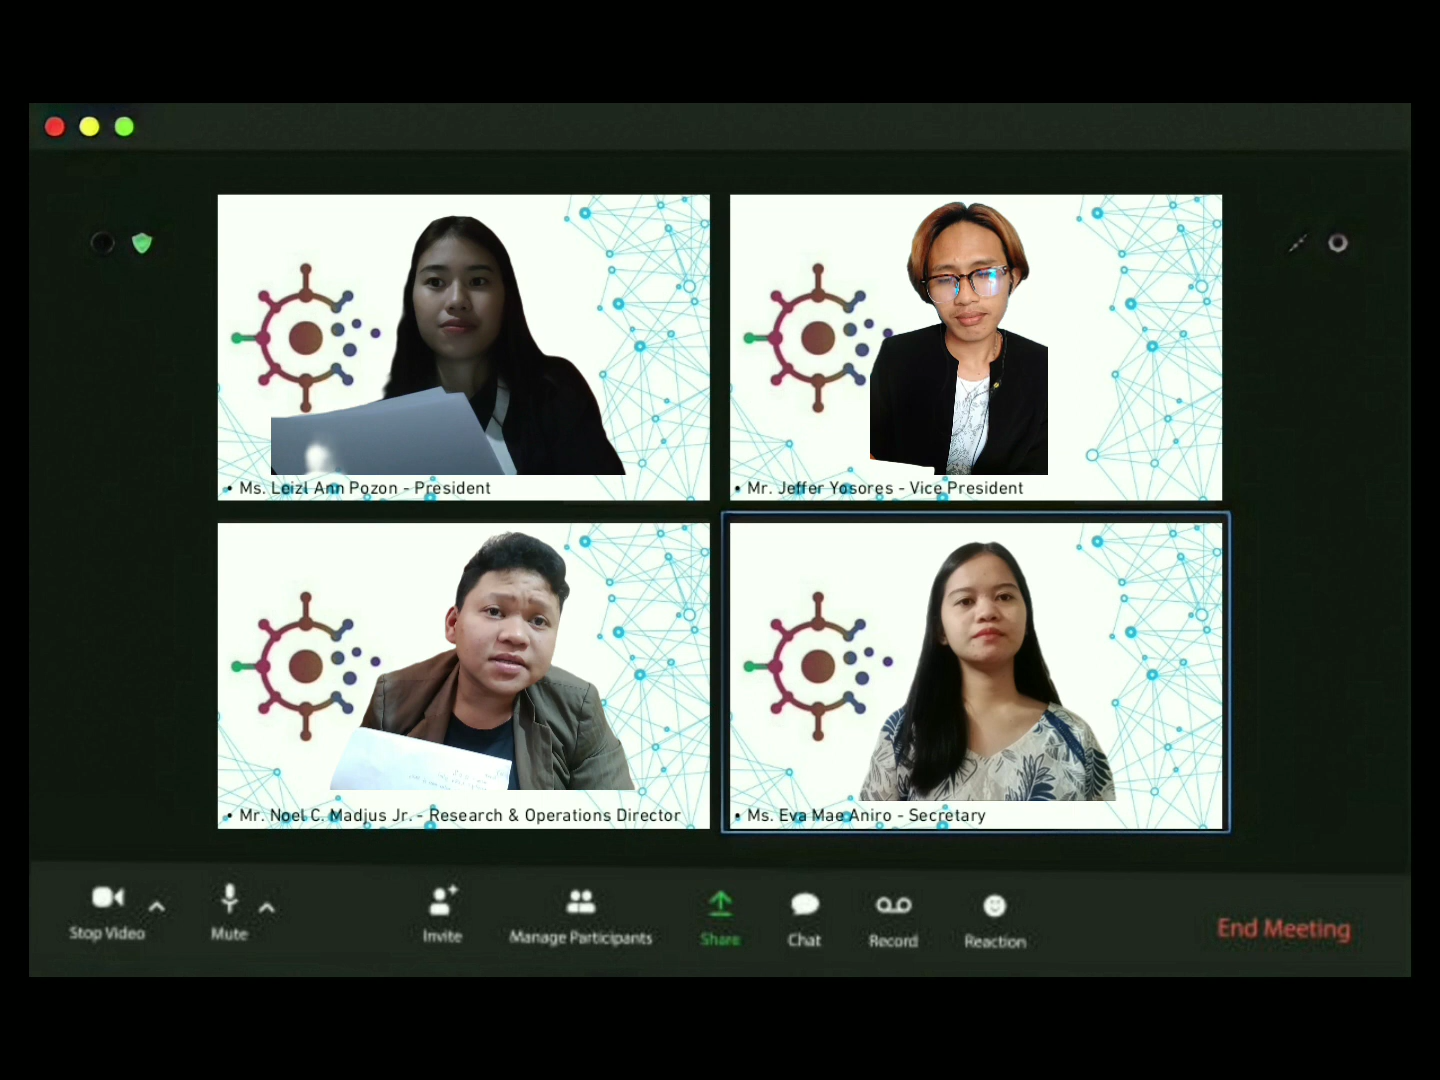 • Ms. Leizl Ann Pozon - President
• Mr. Jeffer Yosores - Vice President
• Mr. Noel C. Madjus Jr. - Research & Operations Director
• Ms. Eva Mae Aniro - Secretary
Stop Video
Mute
Invite
Manage Participants
Share
Chat
Record
Reaction
End Meeting